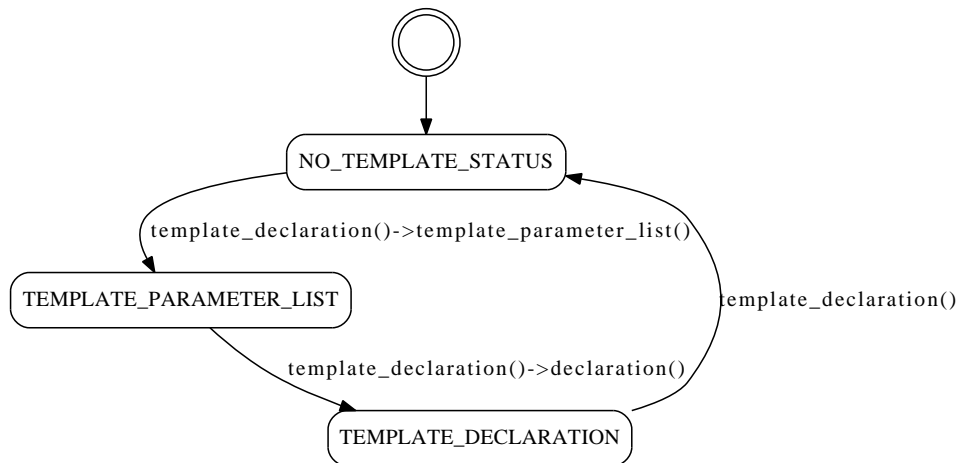 NO_TEMPLATE_STATUS
template_declaration()->template_parameter_list()
TEMPLATE_PARAMETER_LIST
template_declaration()
template_declaration()->declaration()
TEMPLATE_DECLARATION